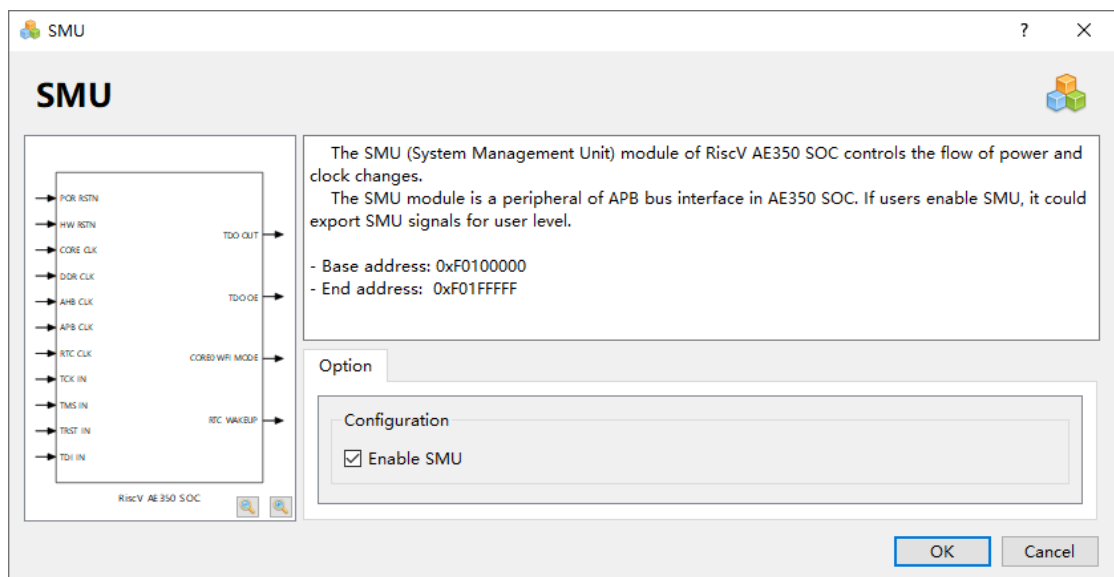 SMU
?
SMU
POR RSTN
HW RSTN
CORE CLK
DDR CLK
AHB CLK
APB CLK
RTC CLK
TCK IN
TMS IN
TRST IN
TDI IN
TDO OUT
TDO OE
CORE0 WFI MODE
RTC WAKEUP
RiscV AE350 SOC
The SMU (System Management Unit) module of RiscV AE350 SOC controls the flow of power and
clock changes.
The SMU module is a peripheral of APB bus interface in AE350 SOC. If users enable SMU, it could
export SMU signals for user level.
- Base address: 0xF0100000
- End address: 0xF01FFFFF
Option
Configuration
Enable SMU
OK
Cancel